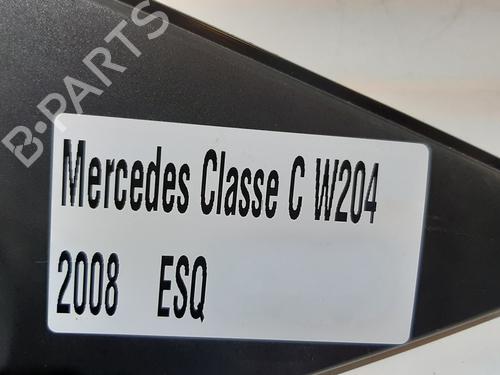 B-PARTS
Mercedes Classe C W204
2008 ESQ